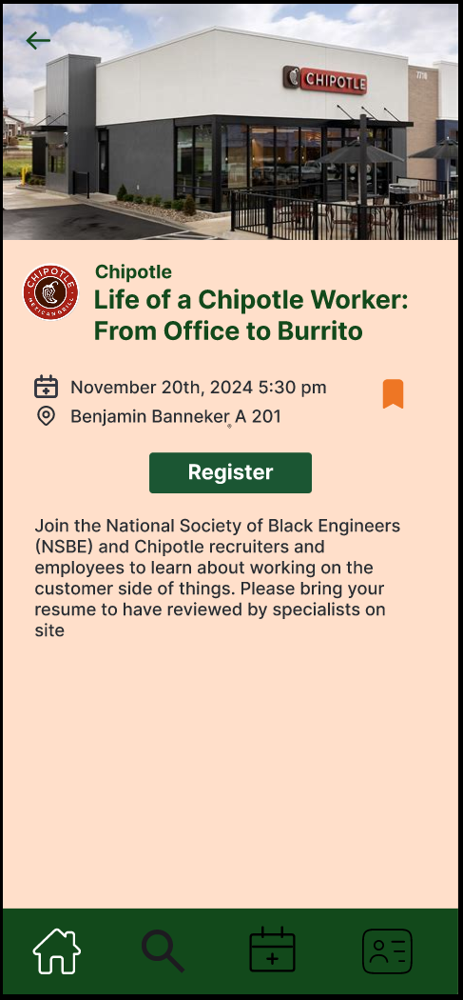 CHIPOTLE
7710
CHIPOTLE
MEXICAN GRILL
Chipotle
Life of a Chipotle Worker:
From Office to Burrito
November 20th, 2024 5:30 pm
Benjamin Banneker A 201
Register
Join the National Society of Black Engineers
(NSBE) and Chipotle recruiters and
employees to learn about working on the
customer side of things. Please bring your
resume to have reviewed by specialists on
site